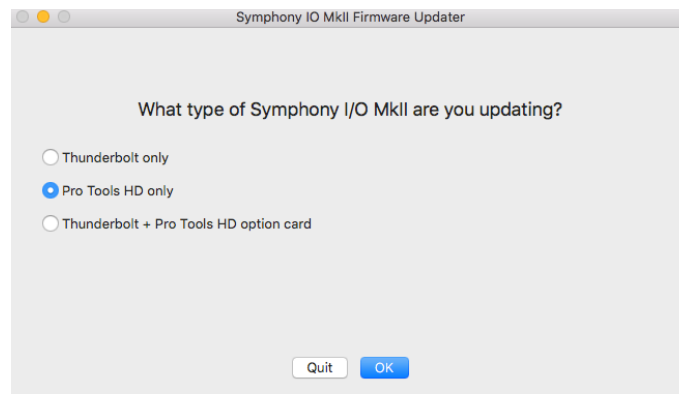 Symphony IO MkII Firmware Updater
What type of Symphony I/O MkII are you updating?
Thunderbolt only
Pro Tools HD only
Thunderbolt + Pro Tools HD option card
Quit OK